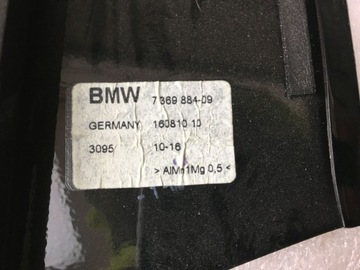 BMW 7 369 884-09
GERMANY 160810 10
3095 10-16
> AlMn1Mg 0,5 <